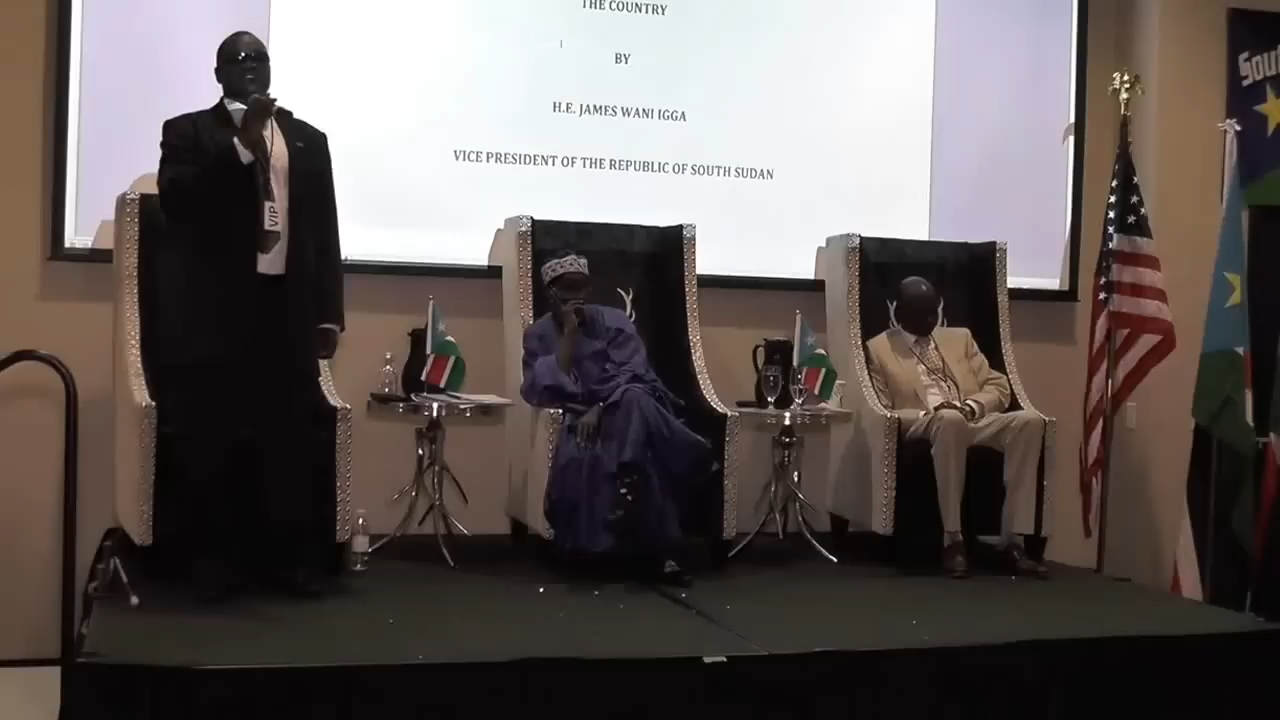 THE COUNTRY
BY
H.E. JAMES WANI IGGA
VICE PRESIDENT OF THE REPUBLIC OF SOUTH SUDAN
VIP
Sou